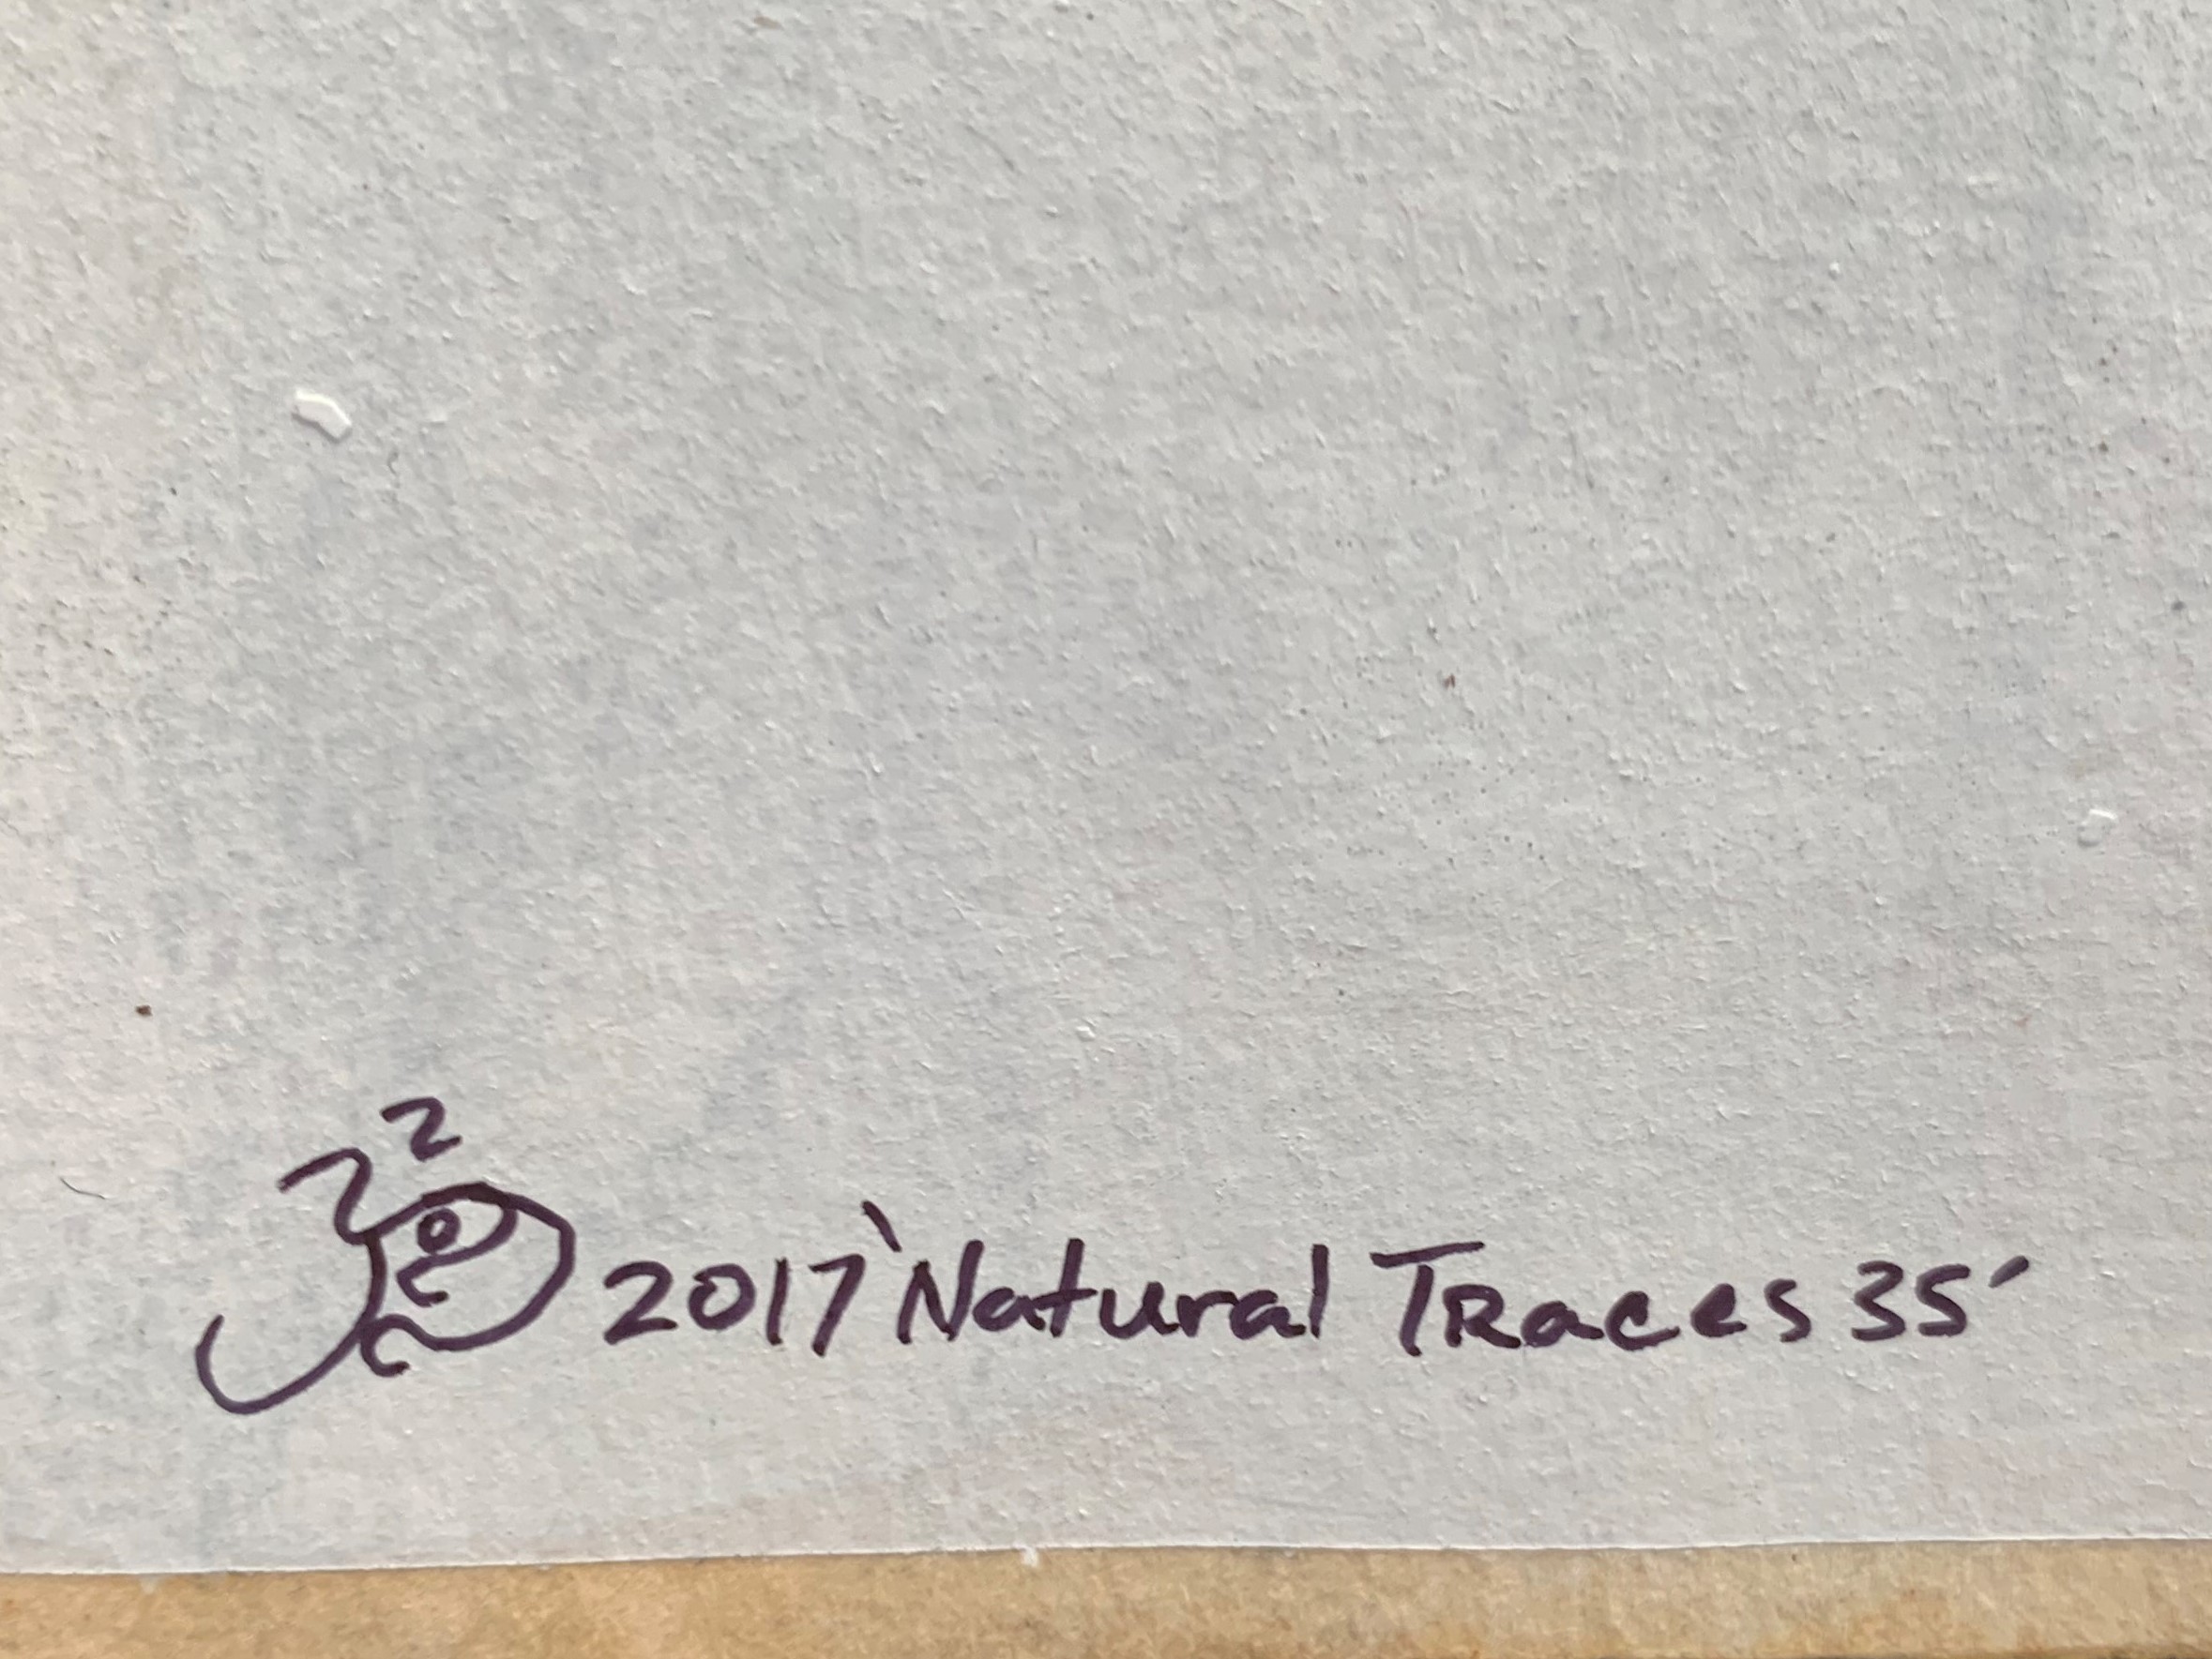 2017 'Natural Traces 35'